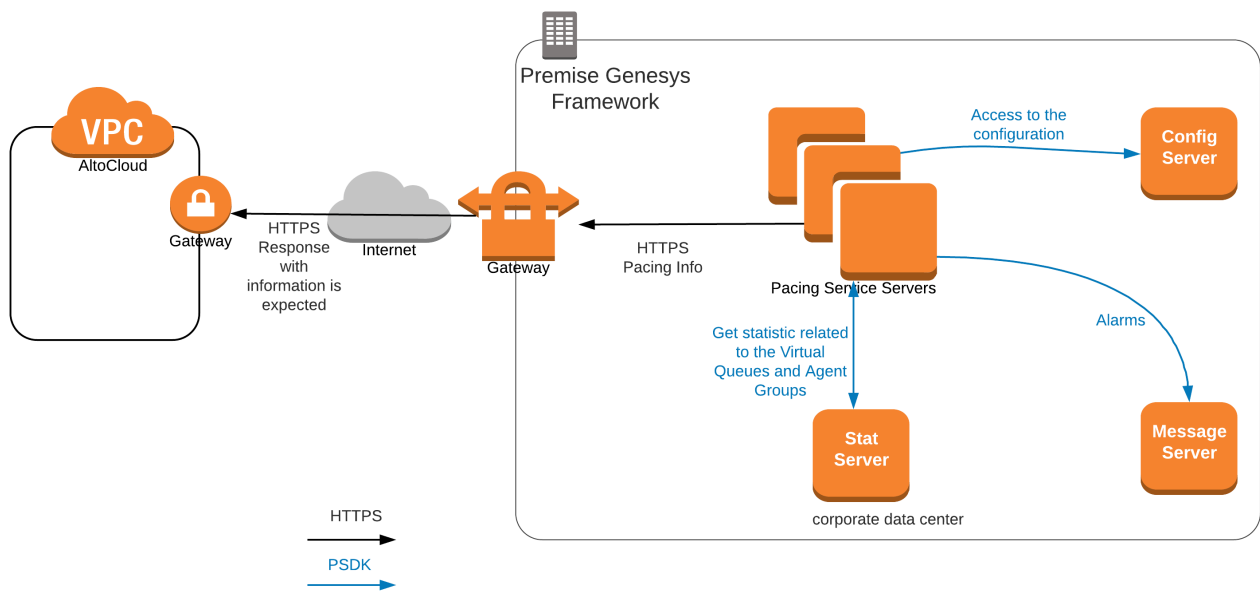 Premise Genesys
Framework
VPC
AltoCloud
Gateway
HTTPS
Response
with
information is
expected
Internet
Gateway
HTTPS
Pacing Info
Pacing Service Servers
Access to the
configuration
Config
Server
Alarms
Get statistic related
to the Virtual
Queues and Agent
Groups
Stat
Server
Message
Server
corporate data center
HTTPS
PSDK